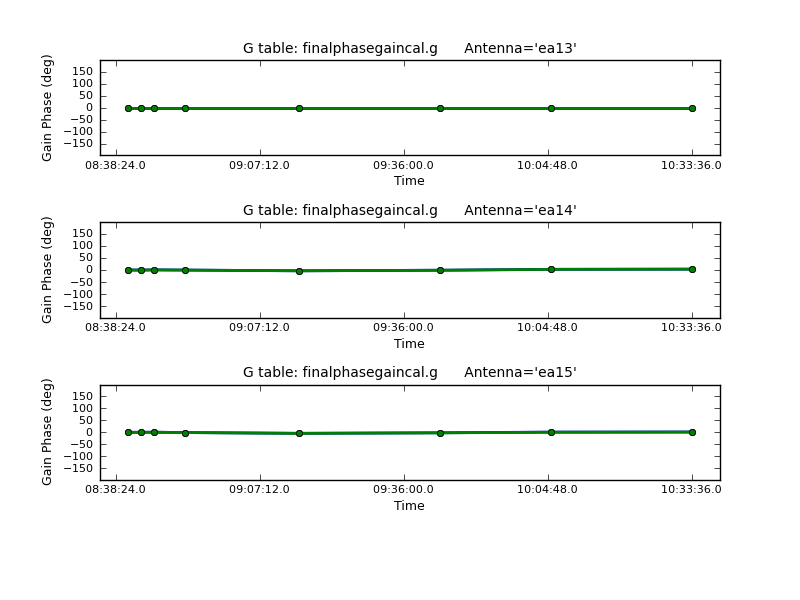 G table: finalphasegaincal.g Antenna='ea13'
Gain Phase (deg)
150
100
50
0
−50
−100
−150
08:38:24.0 09:07:12.0 09:36:00.0 10:04:48.0 10:33:36.0
Time
G table: finalphasegaincal.g Antenna='ea14'
Gain Phase (deg)
150
100
50
0
−50
−100
−150
08:38:24.0 09:07:12.0 09:36:00.0 10:04:48.0 10:33:36.0
Time
G table: finalphasegaincal.g Antenna='ea15'
Gain Phase (deg)
150
100
50
0
−50
−100
−150
08:38:24.0 09:07:12.0 09:36:00.0 10:04:48.0 10:33:36.0
Time